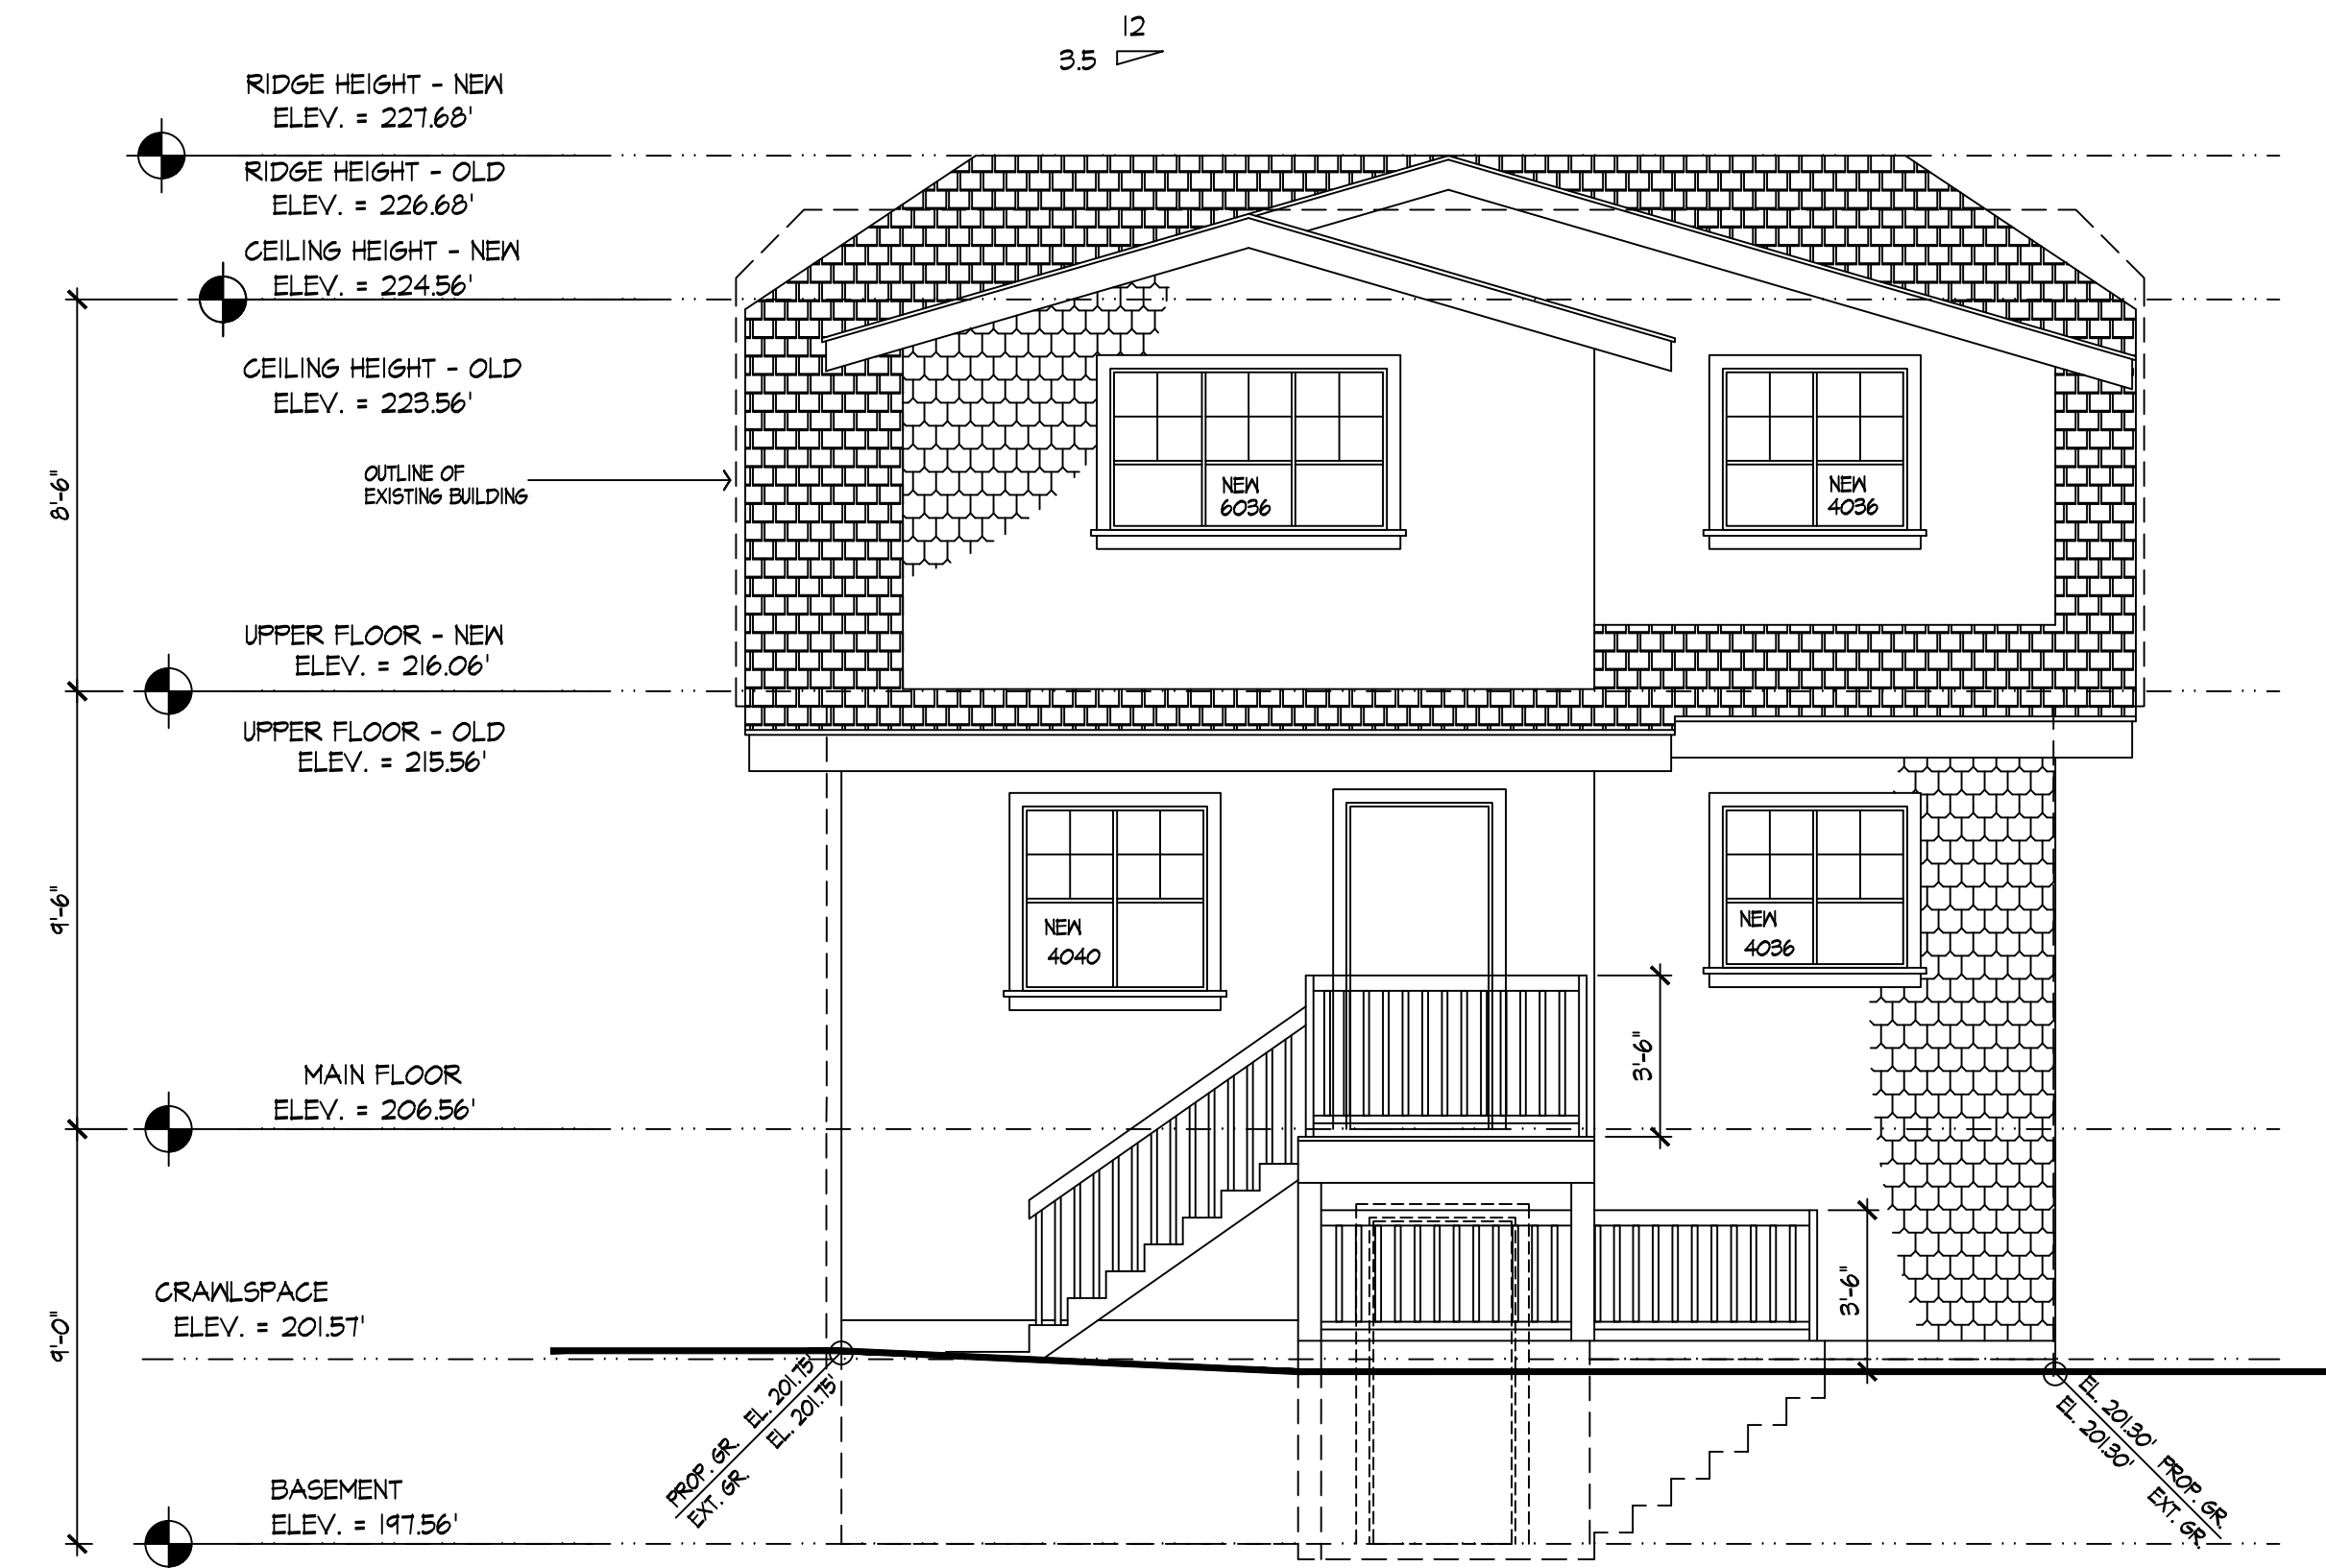 12
3.5
RIDGE HEIGHT - NEW
ELEV. = 227.68'
RIDGE HEIGHT - OLD
ELEV. = 226.68'
CEILING HEIGHT - NEW
ELEV. = 224.56'
CEILING HEIGHT - OLD
ELEV. = 223.56'
8'-6"
OUTLINE OF
EXISTING BUILDING
NEW
6036
NEW
4036
UPPER FLOOR - NEW
ELEV. = 216.06'
UPPER FLOOR - OLD
ELEV. = 215.56'
9'-6"
NEW
4040
NEW
4036
3'-6"
MAIN FLOOR
ELEV. = 206.56'
CRAWLSPACE
ELEV. = 201.57'
9'-0"
3'-6"
PROP. GR. EL. 201.75'
EXT. GR. EL. 201.75'
EL. 201.30' PROP. GR.
EL. 201.30' EXT. GR.
BASEMENT
ELEV. = 197.56'